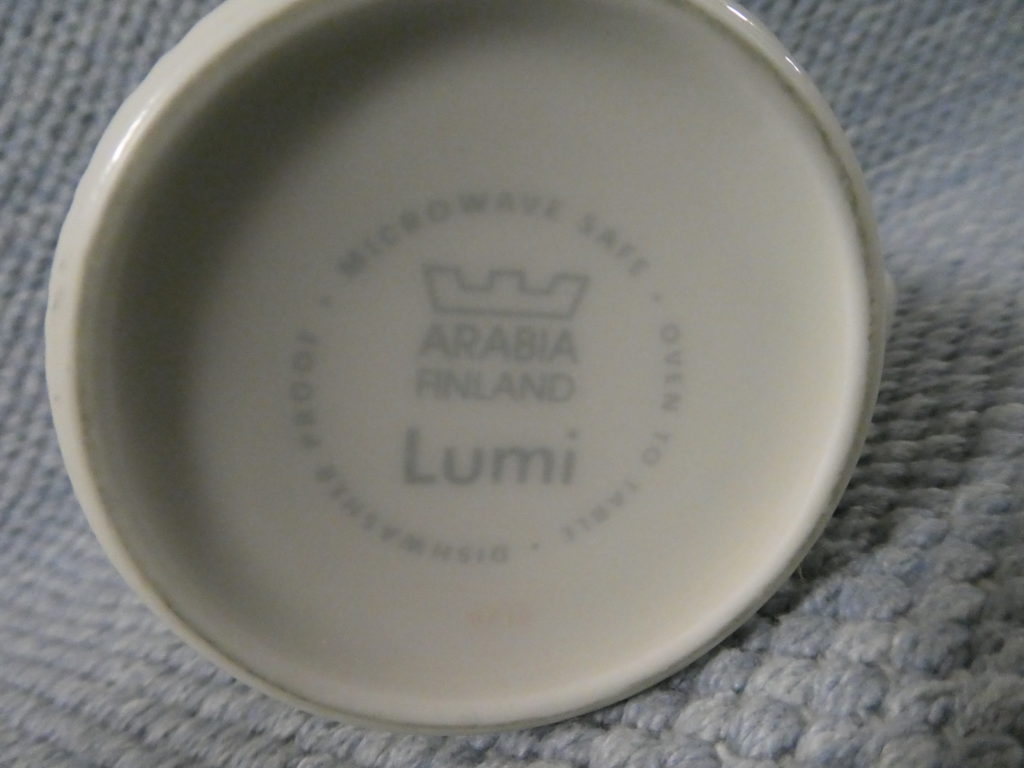 MICROWAVE SAFE · OVEN TO TABLE · DISHWASHER PROOF ·
ARABIA
FINLAND
Lumi